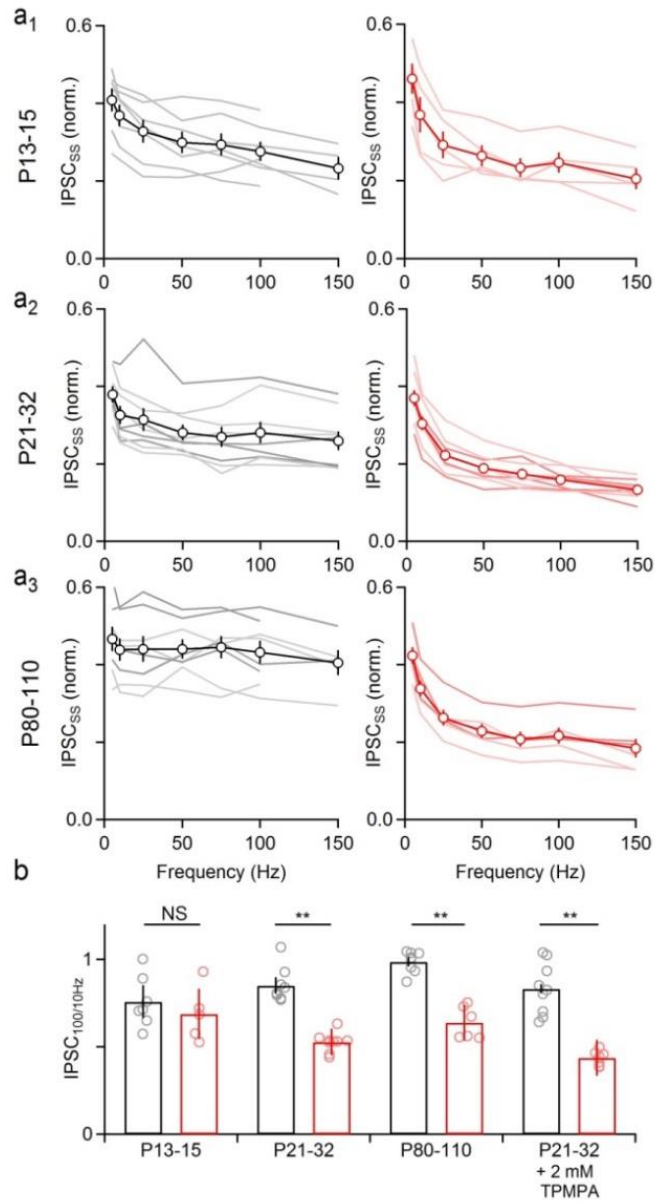 a1
P13-15
IPSCSS (norm.)
0.6
0.0
0 50 100 150
IPSCSS (norm.)
0.6
0.0
0 50 100 150
a2
P21-32
IPSCSS (norm.)
0.6
0.0
0 50 100 150
IPSCSS (norm.)
0.6
0.0
0 50 100 150
a3
P80-110
IPSCSS (norm.)
0.6
0.0
0 50 100 150
Frequency (Hz)
IPSCSS (norm.)
0.6
0.0
0 50 100 150
Frequency (Hz)
b
IPSC100/10Hz
1
0
NS ** ** **
P13-15 P21-32 P80-110 P21-32
+ 2 mM
TPMPA